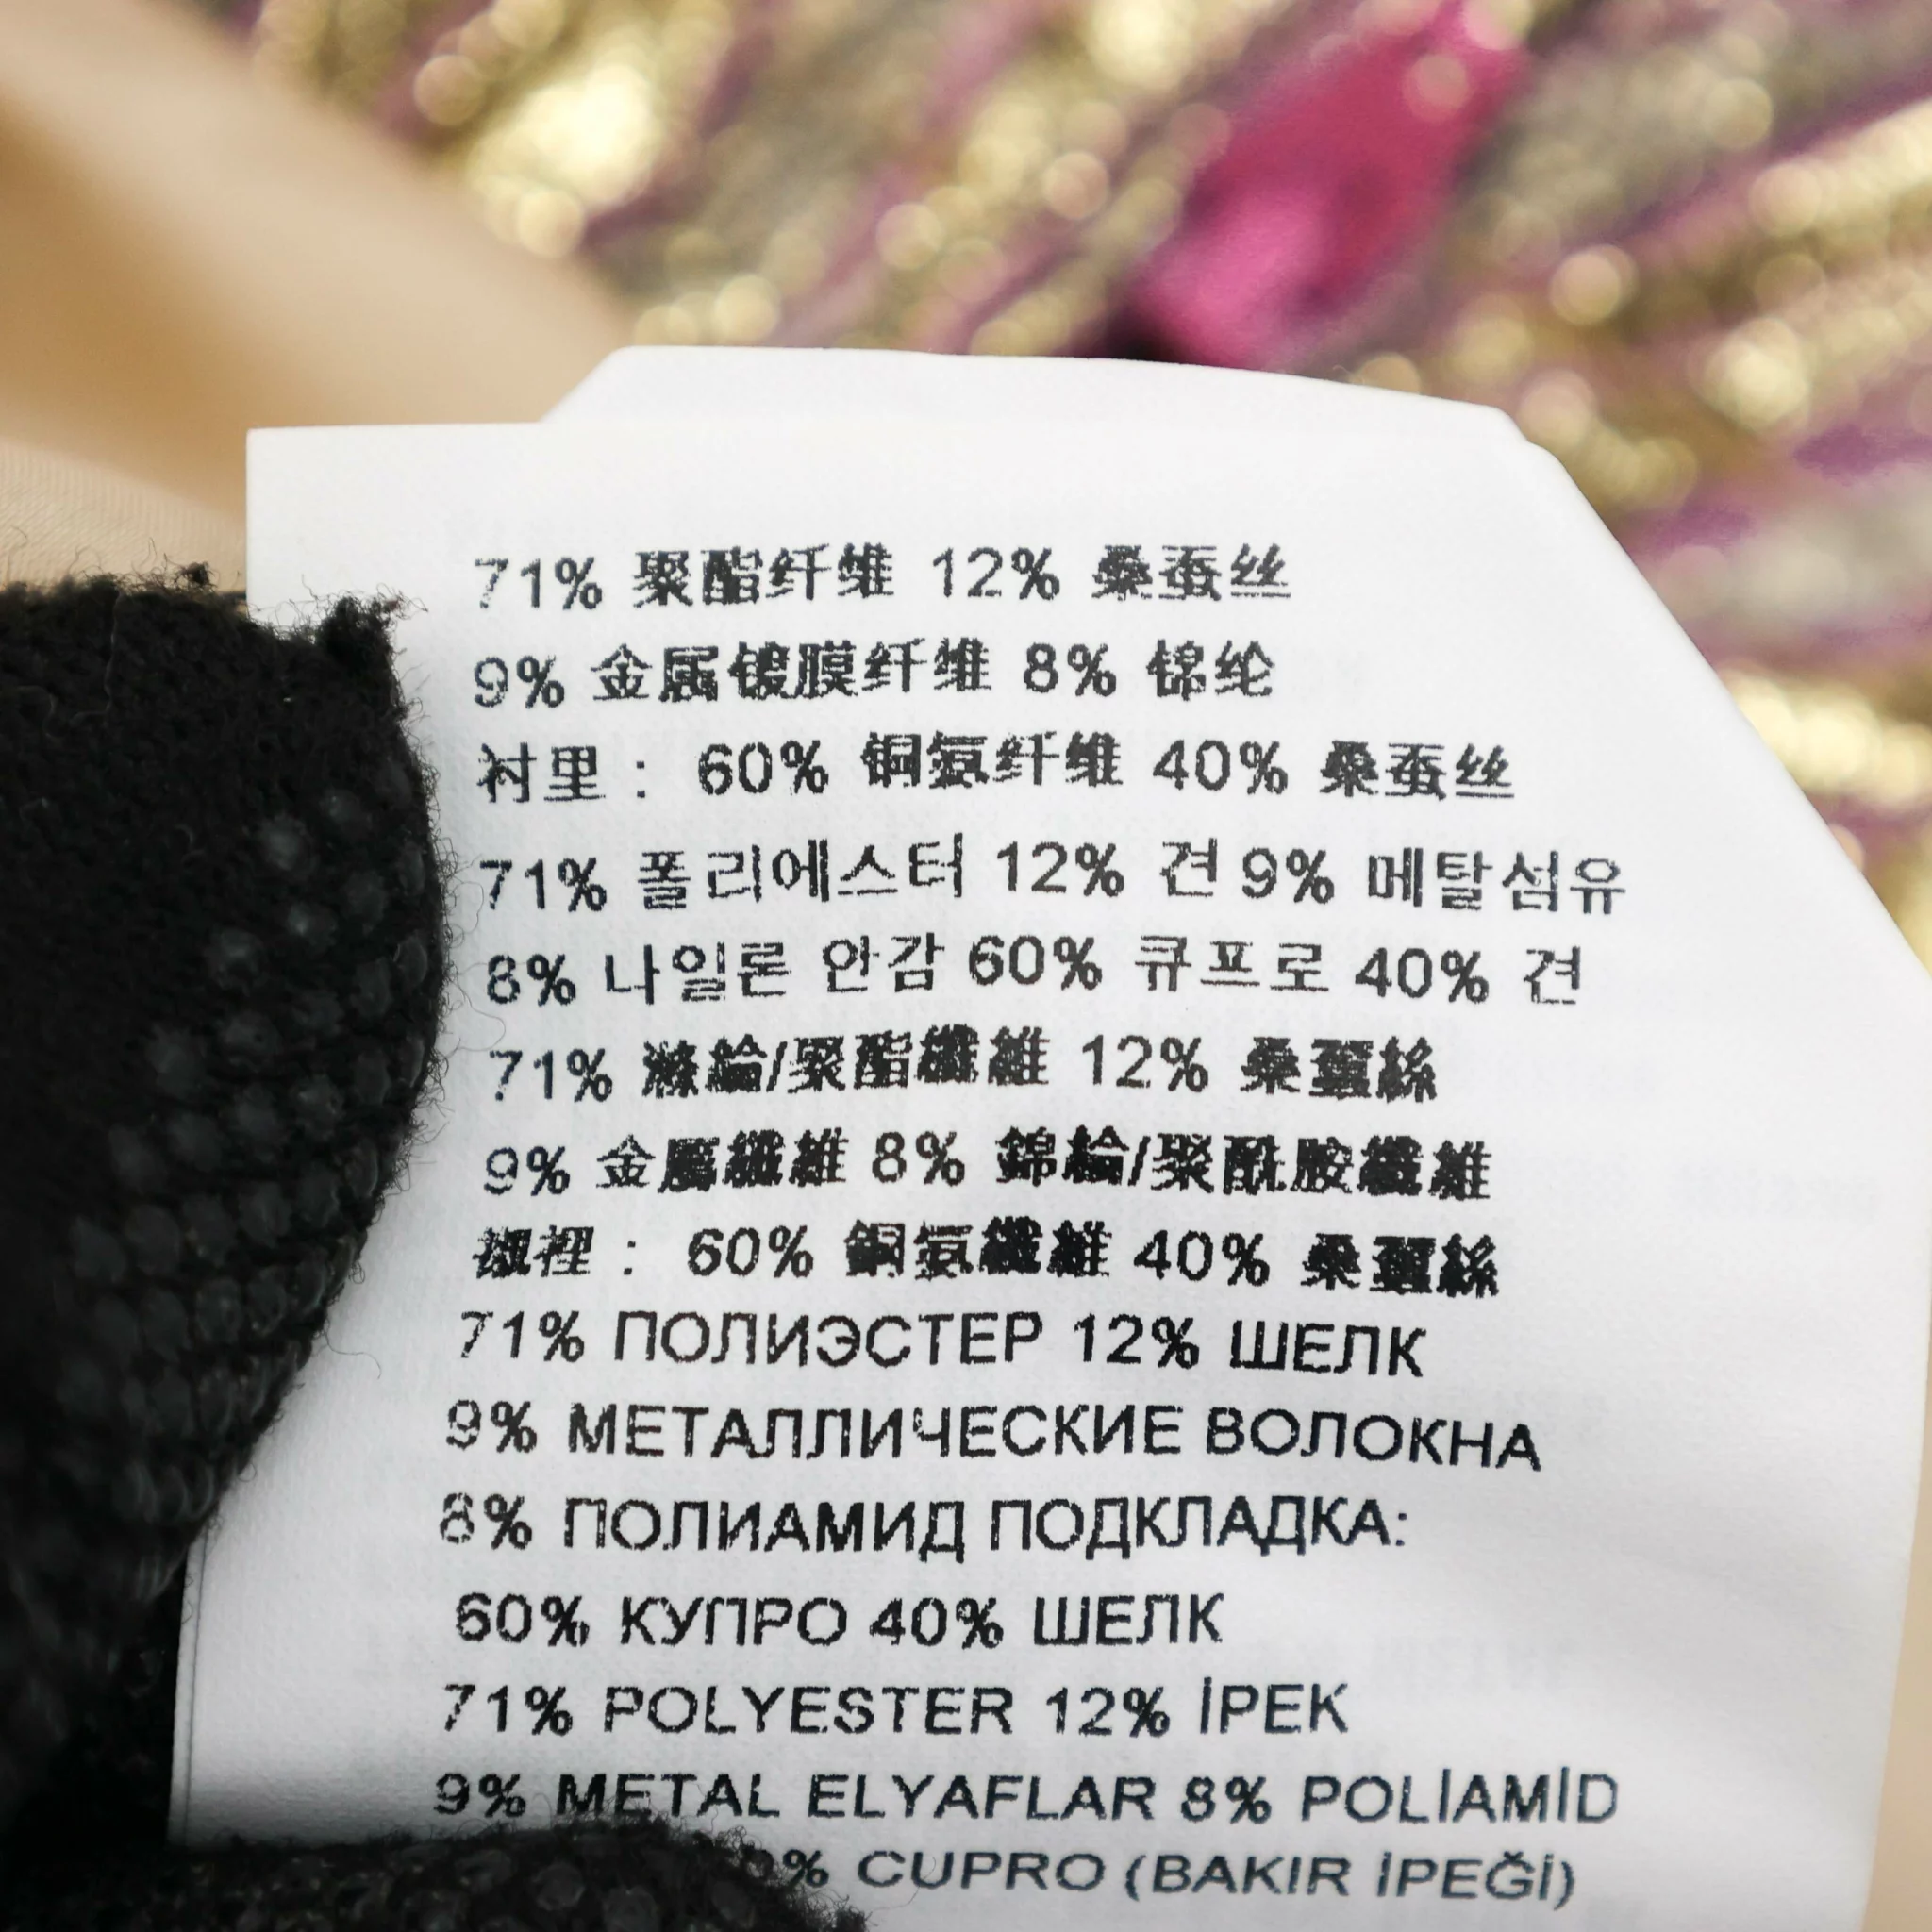 71% 聚酯纤维 12% 桑蚕丝
9% 金属镀膜纤维 8% 锦纶
衬里： 60% 铜氨纤维 40% 桑蚕丝
71% 폴리에스터 12% 견 9% 메탈섬유
8% 나일론 안감 60% 큐프로 40% 견
71% 滌綸/聚酯纖維 12% 桑蠶絲
9% 金屬纖維 8% 錦綸/聚酰胺纖維
襯裡： 60% 銅氨纖維 40% 桑蠶絲
71% ПОЛИЭСТЕР 12% ШЕЛК
9% МЕТАЛЛИЧЕСКИЕ ВОЛОКНА
8% ПОЛИАМИД ПОДКЛАДКА:
60% КУПРО 40% ШЕЛК
71% POLYESTER 12% İPEK
9% METAL ELYAFLAR 8% POLİAMİD
% CUPRO (BAKIR İPEĞİ)